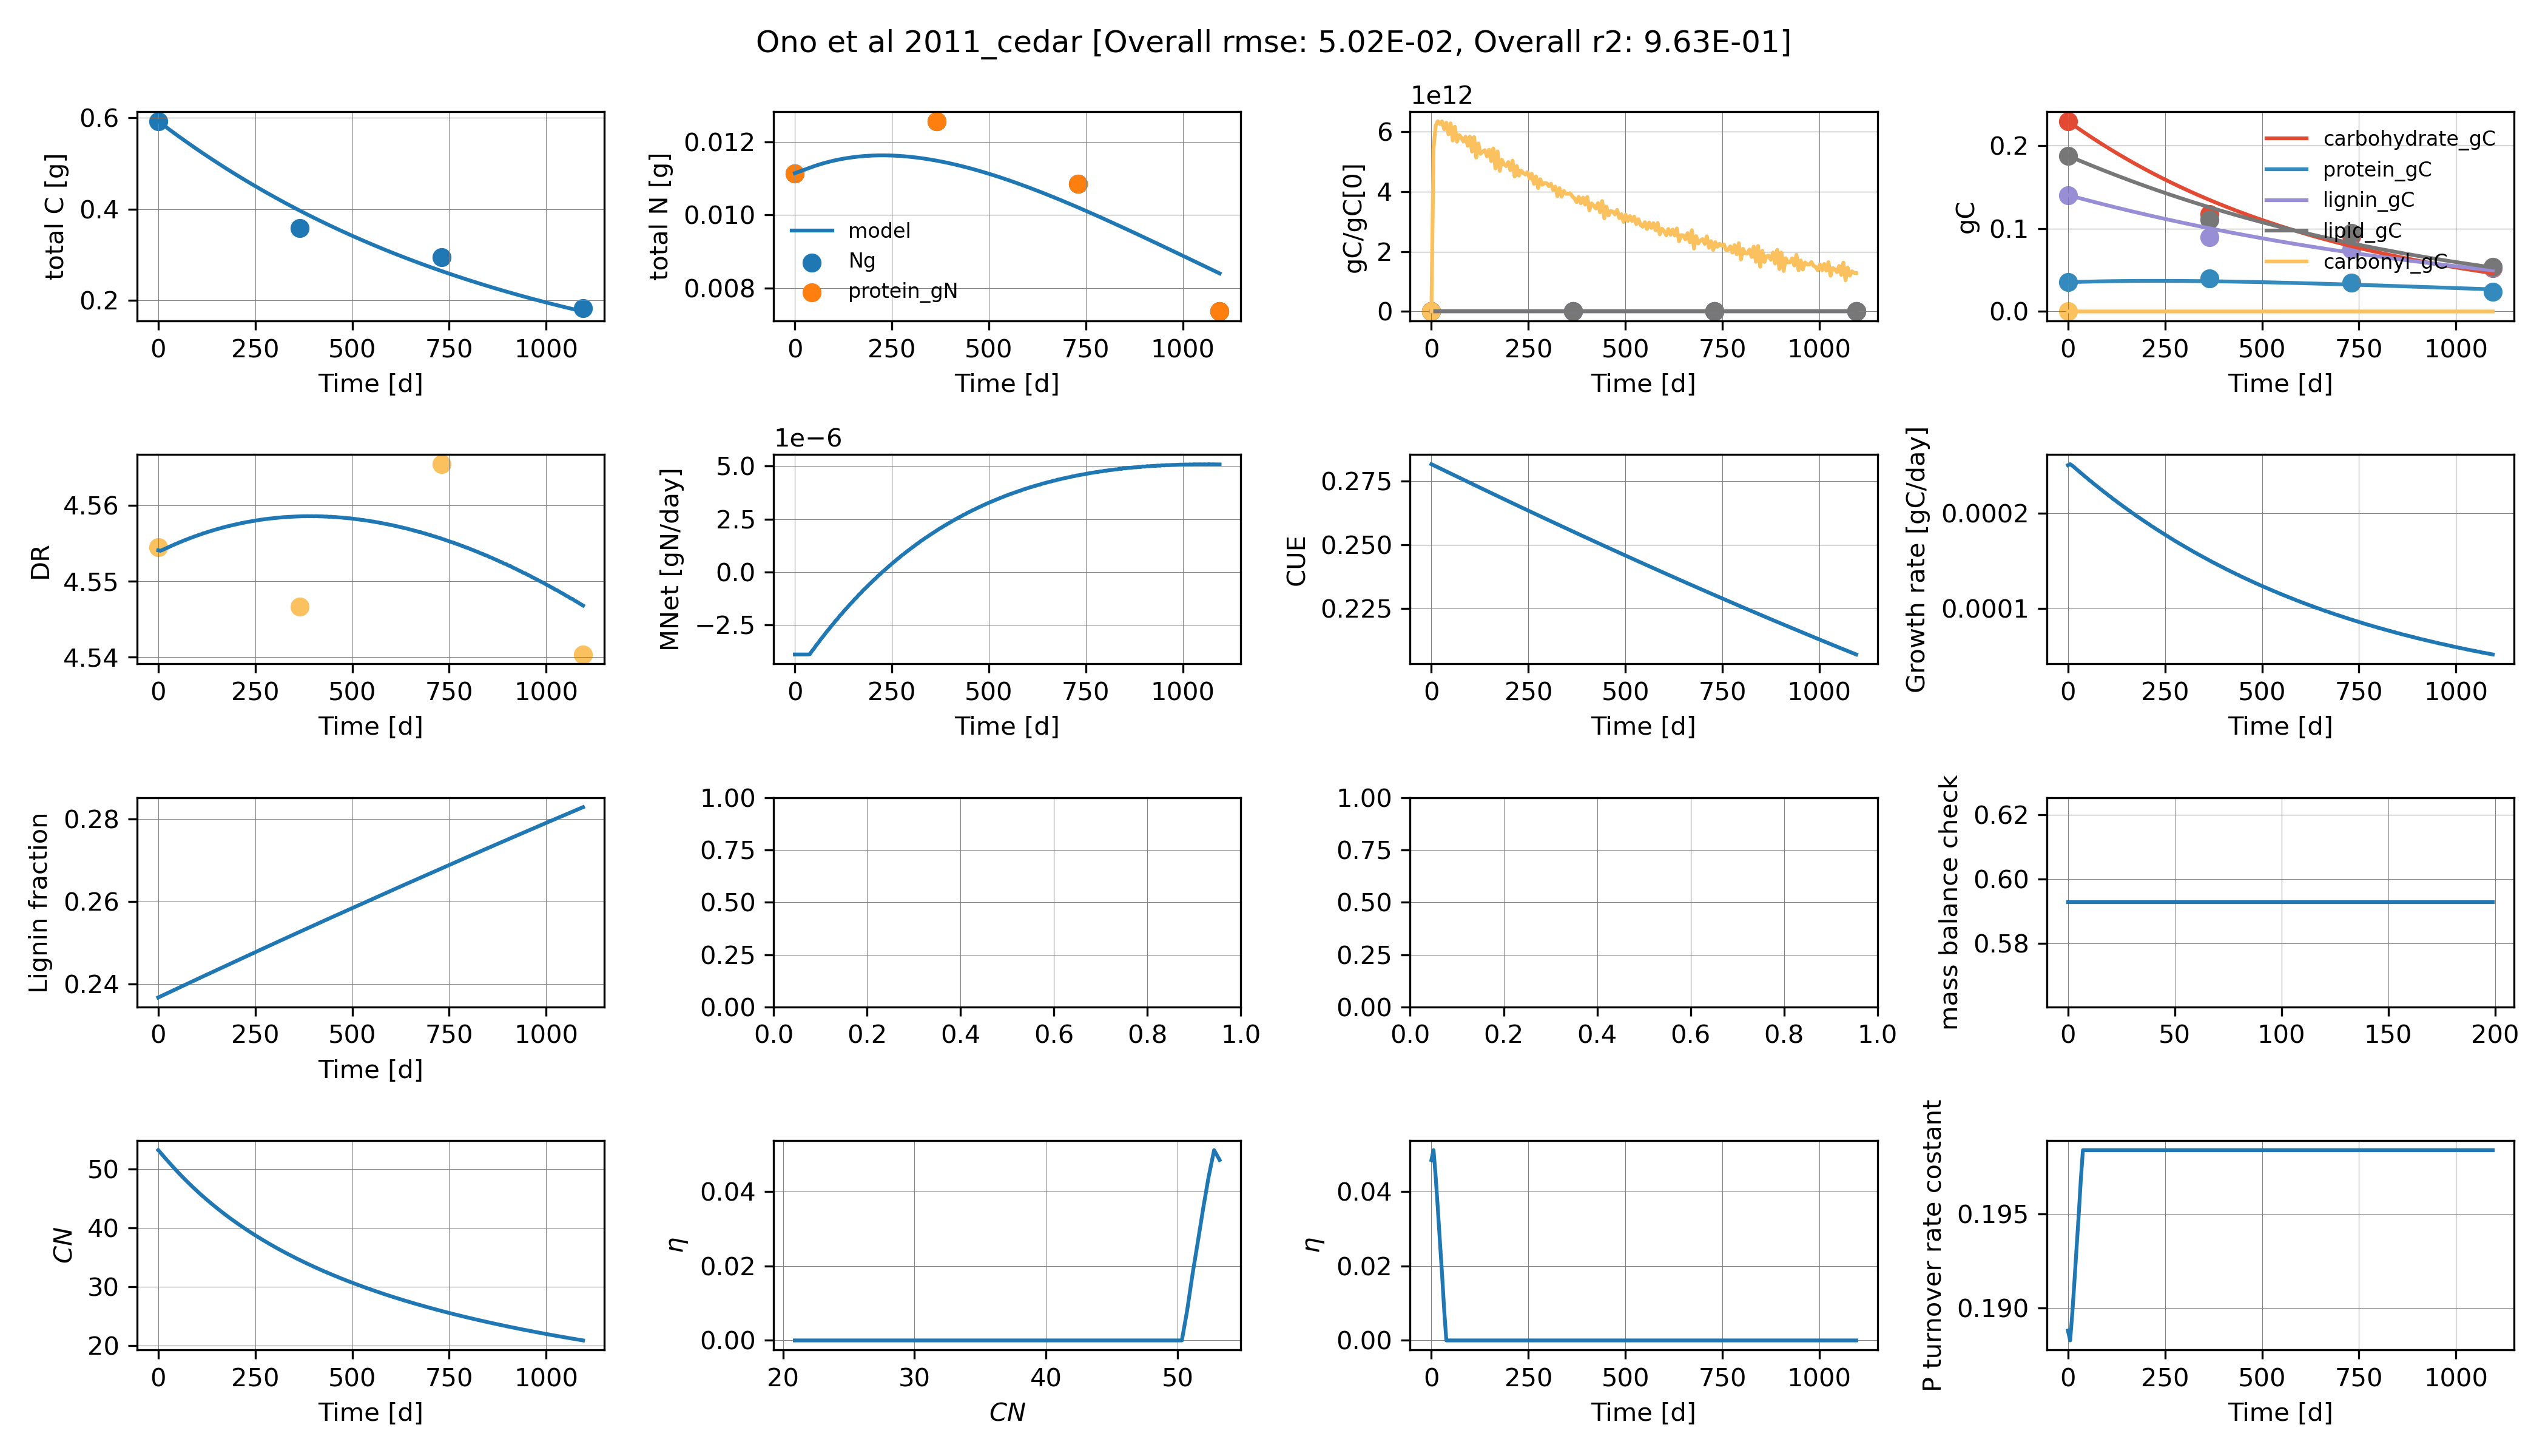 Ono et al 2011_cedar [Overall rmse: 5.02E-02, Overall r2: 9.63E-01]
total C [g]
0.6
0.4
0.2
0 250 500 750 1000
Time [d]
total N [g]
0.012
0.010
0.008
model
Ng
protein_gN
0 250 500 750 1000
Time [d]
1e12
gC/gC[0]
6
4
2
0
0 250 500 750 1000
Time [d]
gC
0.2
0.1
0.0
carbohydrate_gC
protein_gC
lignin_gC
lipid_gC
carbonyl_gC
0 250 500 750 1000
Time [d]
DR
4.56
4.55
4.54
0 250 500 750 1000
Time [d]
1e−6
MNet [gN/day]
5.0
2.5
0.0
−2.5
0 250 500 750 1000
Time [d]
CUE
0.275
0.250
0.225
0 250 500 750 1000
Time [d]
Growth rate [gC/day]
0.0002
0.0001
0 250 500 750 1000
Time [d]
Lignin fraction
0.28
0.26
0.24
0 250 500 750 1000
Time [d]
1.00
0.75
0.50
0.25
0.00
0.0 0.2 0.4 0.6 0.8 1.0
1.00
0.75
0.50
0.25
0.00
0.0 0.2 0.4 0.6 0.8 1.0
mass balance check
0.62
0.60
0.58
0 50 100 150 200
CN
50
40
30
20
0 250 500 750 1000
Time [d]
η
0.04
0.02
0.00
20 30 40 50
CN
η
0.04
0.02
0.00
0 250 500 750 1000
Time [d]
P turnover rate costant
0.195
0.190
0 250 500 750 1000
Time [d]